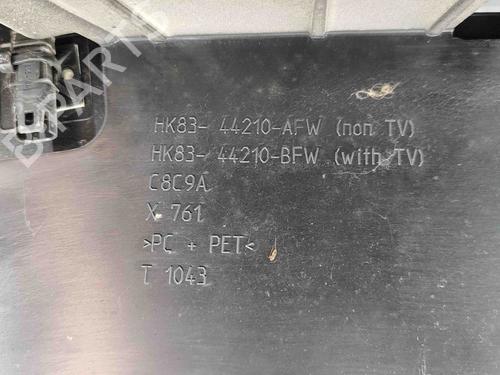 HK83- 44210-AFW (non TV)
HK83- 44210-BFW (with TV)
C8C9A
X 761
>PC + PET<
T 1043